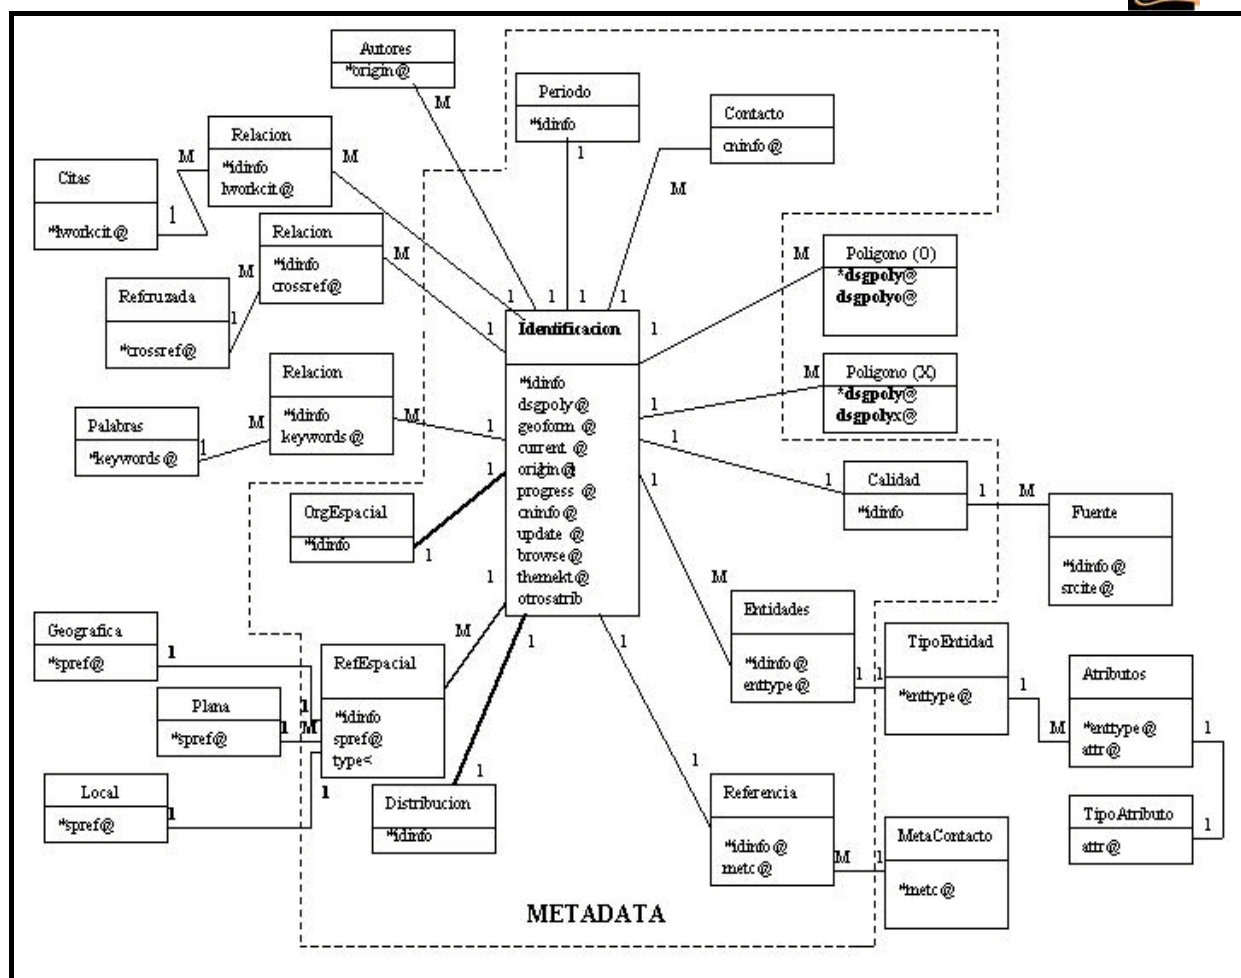 Autores
*origin@
M
Periodo
*idinfo
1
Contacto
cninfo@
M
Relacion
*idinfo
lworkcit@
M
M
Citas
*lworkcit@
1
Relacion
*idinfo
crossref@
M
M
Refcruzada
*crossref@
1
Poligono (O)
*dsgpoly@
dsgpolyo@
M
Poligono (X)
*dsgpoly@
dsgpolyx@
M
1
1
1
1
1
1
1
1
Identificacion
*idinfo
dsgpoly@
geoform @
current @
progress @
cninfo@
update @
browse@
themekt@
otrosatrib
Relacion
*idinfo
keywords@
M
M
1
Palabras
*keywords@
1
1
1
OrgEspacial
*idinfo
1
1
1
Calidad
*idinfo
1
M
Fuente
*idinfo@
srcite@
M
Entidades
*idinfo@
enttype@
1
1
TipoEntidad
*enttype@
1
M
Atributos
*enttype@
attr@
1
TipoAtributo
attr@
1
Geografica
*spref@
1
1
M
RefEspacial
*idinfo
spref@
type<
Plana
*spref@
1
1
M
Local
*spref@
1
1
1
1
Distribucion
*idinfo
1
1
Referencia
*idinfo@
metc@
M
1
MetaContacto
*metc@
METADATA